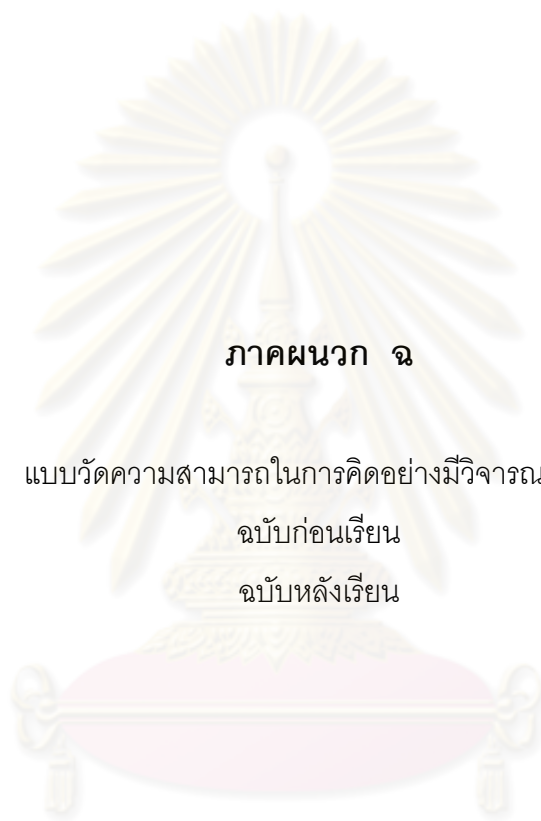 ภาคผนวก ฉ
แบบวัดความสามารถในการคิดอย่างมีวิจารณ
ฉบับก่อนเรียน
ฉบับหลังเรียน